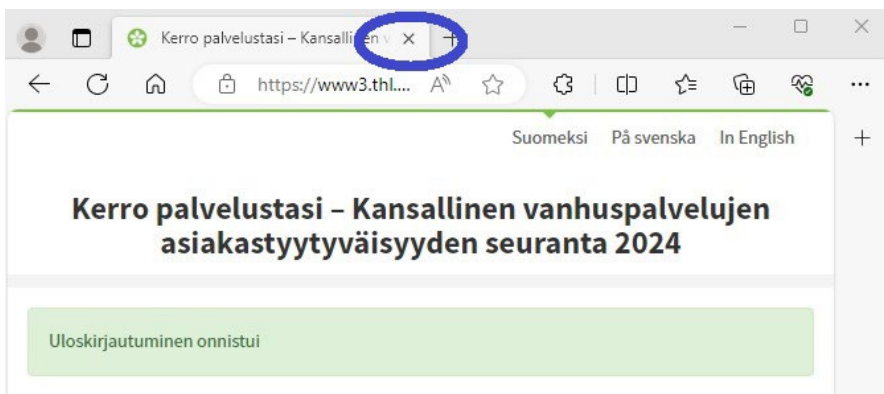 Kerro palvelustasi – Kansallinen v
https://www3.thl....
Suomeksi På svenska In English
Kerro palvelustasi – Kansallinen vanhuspalvelujen
asiakastyytyväisyyden seuranta 2024
Uloskirjautuminen onnistui